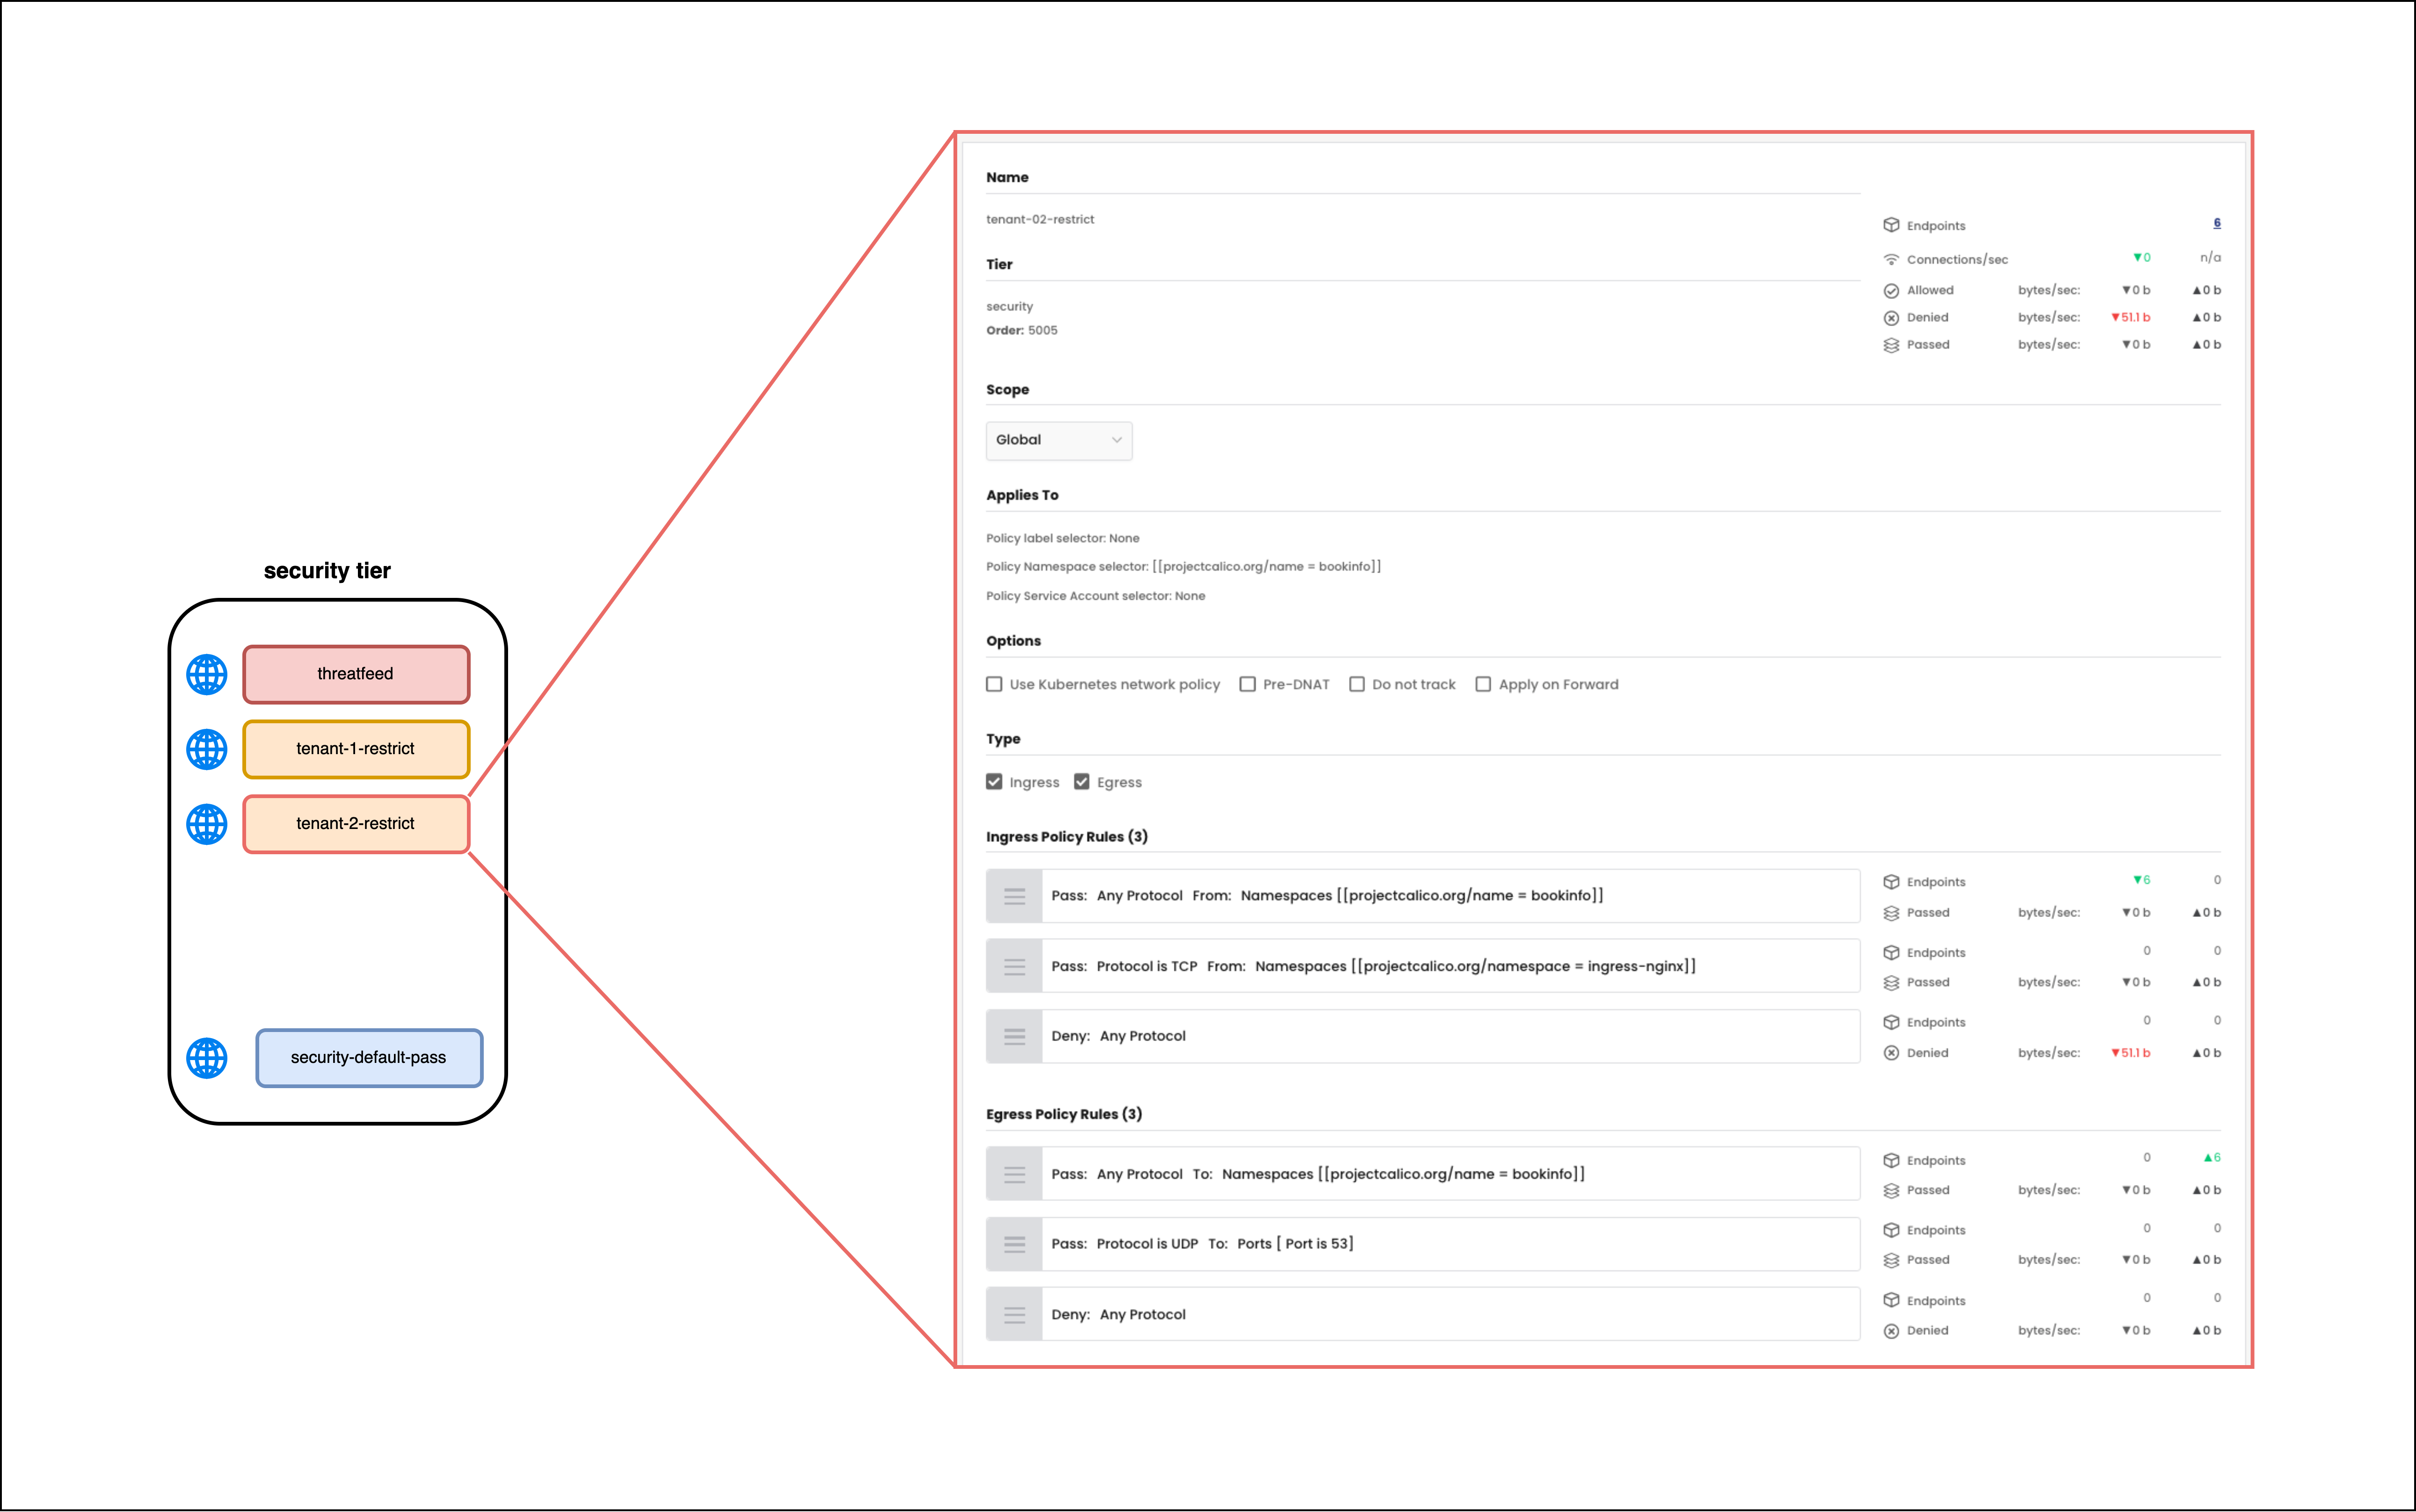 security tier
threatfeed
tenant-1-restrict
tenant-2-restrict
security-default-pass
Name
tenant-02-restrict
Endpoints 6
Tier
Connections/sec ▼0 n/a
security
Allowed bytes/sec: ▼0 b ▲0 b
Order: 5005
Denied bytes/sec: ▼51.1 b ▲0 b
Passed bytes/sec: ▼0 b ▲0 b
Scope
Global
Applies To
Policy label selector: None
Policy Namespace selector: [[projectcalico.org/name = bookinfo]]
Policy Service Account selector: None
Options
Use Kubernetes network policy Pre-DNAT Do not track Apply on Forward
Type
Ingress Egress
Ingress Policy Rules (3)
Pass: Any Protocol From: Namespaces [[projectcalico.org/name = bookinfo]]
Endpoints ▼6 0
Passed bytes/sec: ▼0 b ▲0 b
Pass: Protocol is TCP From: Namespaces [[projectcalico.org/namespace = ingress-nginx]]
Endpoints 0 0
Passed bytes/sec: ▼0 b ▲0 b
Deny: Any Protocol
Endpoints 0 0
Denied bytes/sec: ▼51.1 b ▲0 b
Egress Policy Rules (3)
Pass: Any Protocol To: Namespaces [[projectcalico.org/name = bookinfo]]
Endpoints 0 ▲6
Passed bytes/sec: ▼0 b ▲0 b
Pass: Protocol is UDP To: Ports [ Port is 53]
Endpoints 0 0
Passed bytes/sec: ▼0 b ▲0 b
Deny: Any Protocol
Endpoints 0 0
Denied bytes/sec: ▼0 b ▲0 b